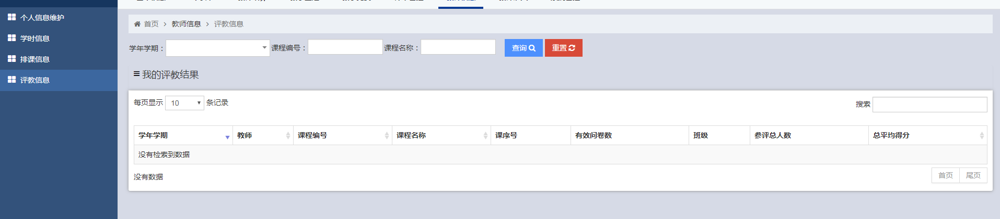 个人信息维护
学时信息
排课信息
评教信息
首页 > 教师信息 > 评教信息
学年学期： 课程编号： 课程名称： 查询 重置
我的评教结果
每页显示 10 条记录
搜索
学年学期 教师 课程编号 课程名称 课序号 有效问卷数 班级 参评总人数 总平均得分
没有检索到数据
没有数据
首页 尾页